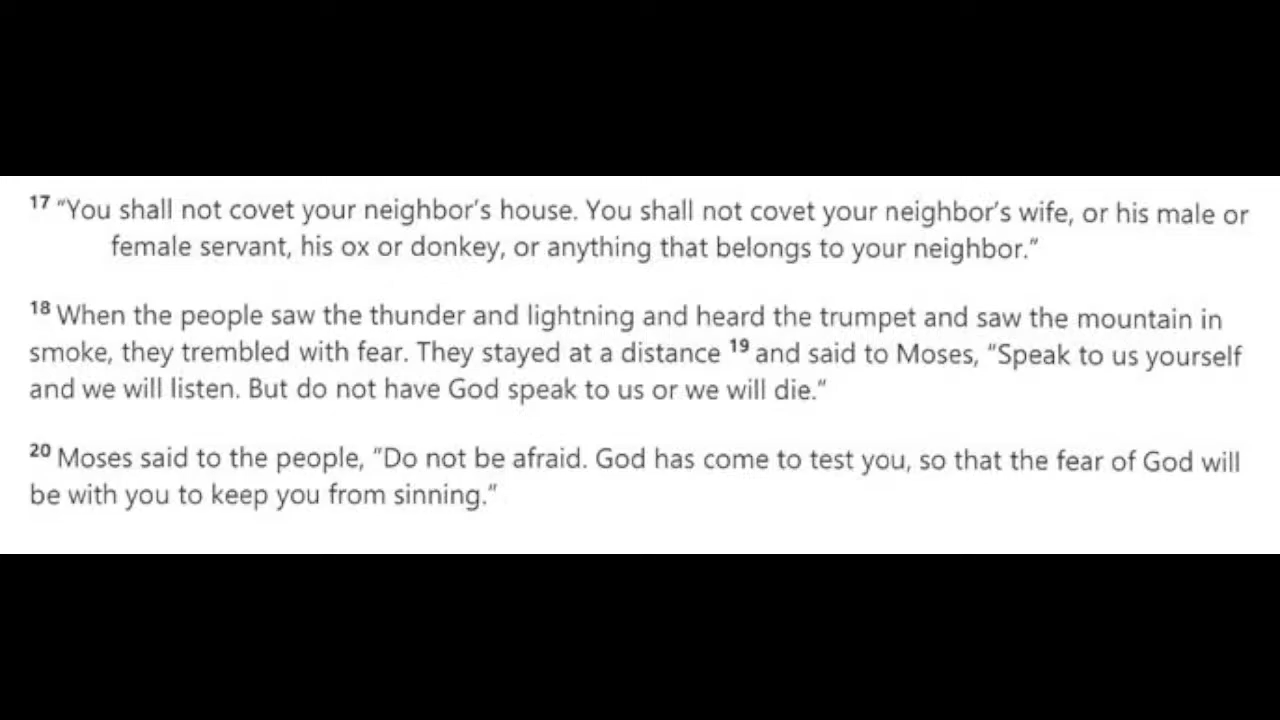 17 “You shall not covet your neighbor’s house. You shall not covet your neighbor’s wife, or his male or
female servant, his ox or donkey, or anything that belongs to your neighbor.”
18 When the people saw the thunder and lightning and heard the trumpet and saw the mountain in
smoke, they trembled with fear. They stayed at a distance 19 and said to Moses, “Speak to us yourself
and we will listen. But do not have God speak to us or we will die.”
20 Moses said to the people, “Do not be afraid. God has come to test you, so that the fear of God will
be with you to keep you from sinning.”